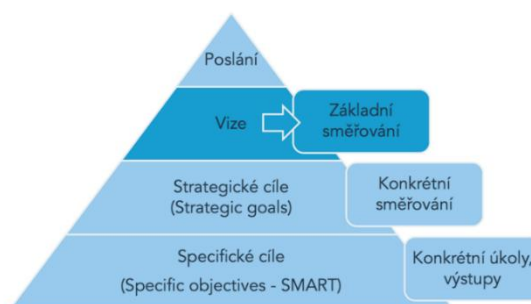 Poslání
Vize
Základní
směřování
Strategické cíle
(Strategic goals)
Konkrétní
směřování
Specifické cíle
(Specific objectives - SMART)
Konkrétní úkoly,
výstupy